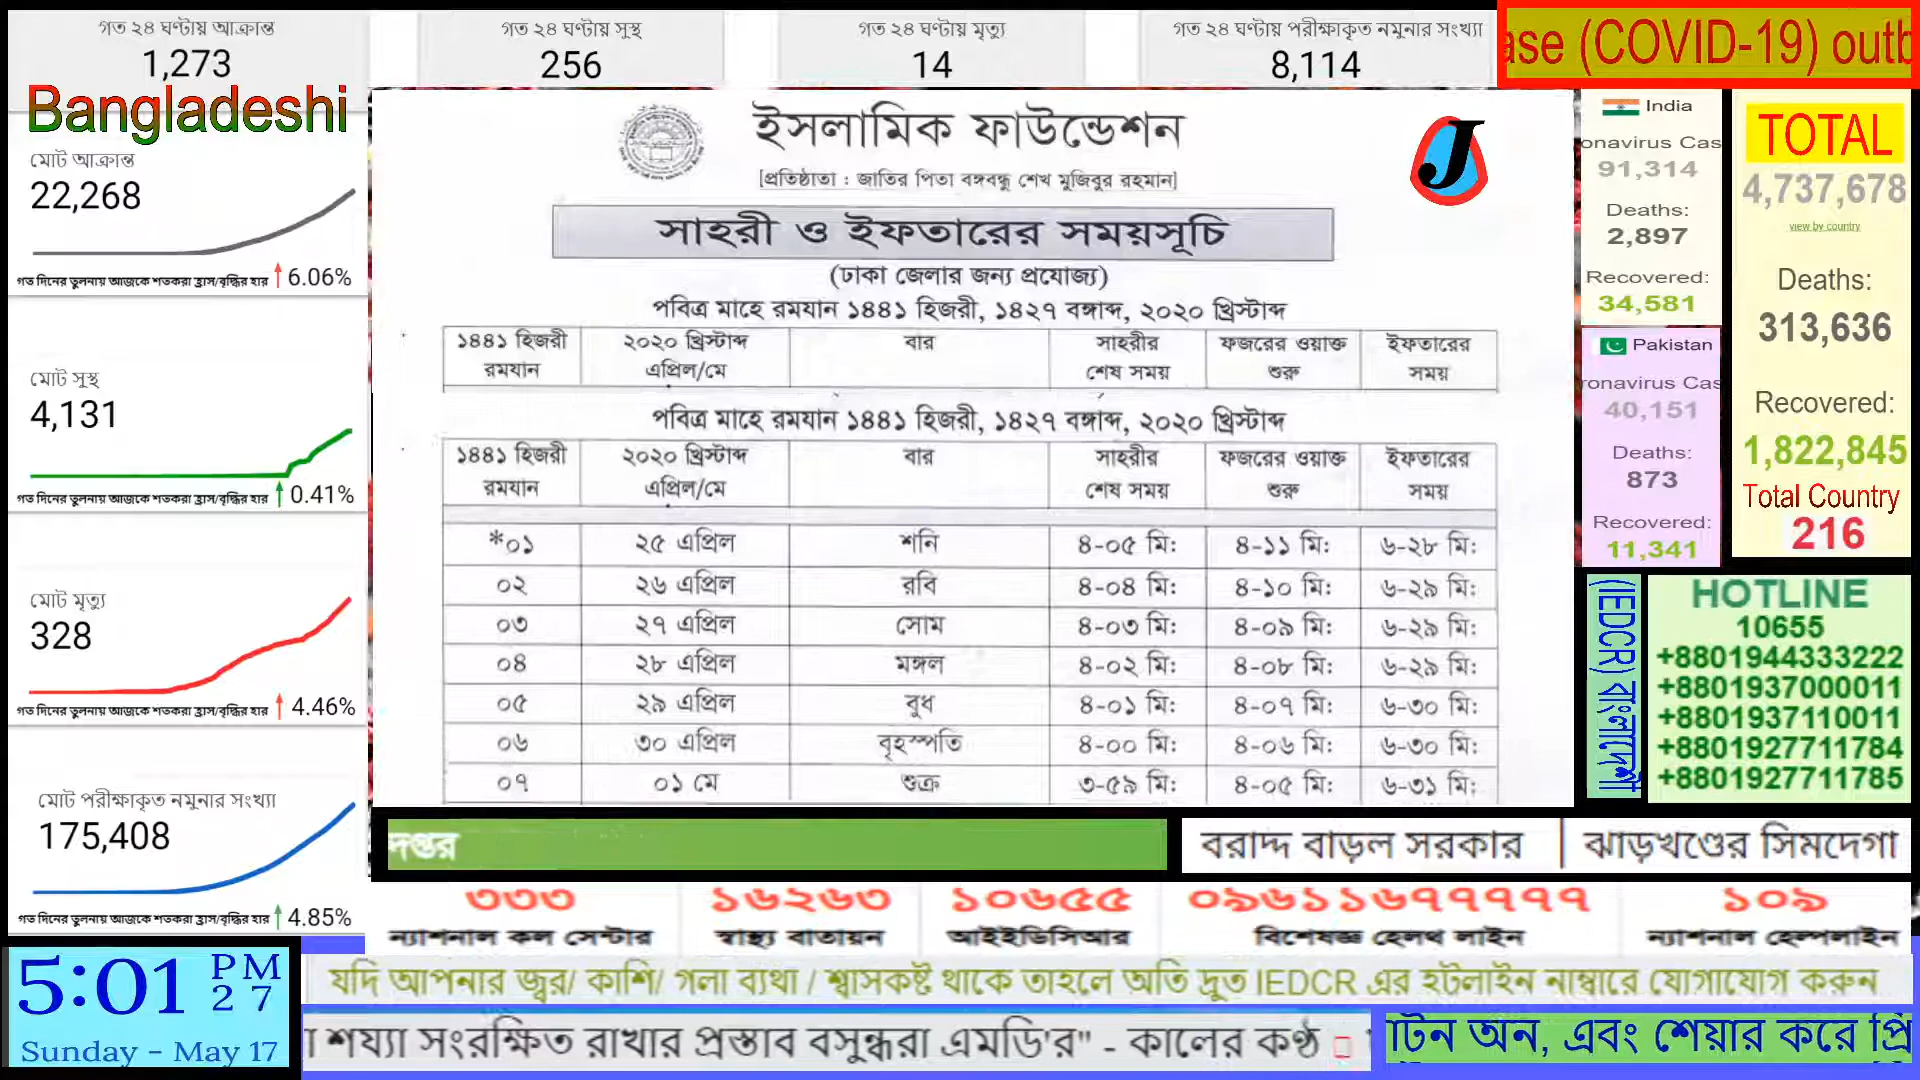 গত ২৪ ঘণ্টায় আক্রান্ত
1,273
গত ২৪ ঘণ্টায় সুস্থ
256
গত ২৪ ঘণ্টায় মৃত্যু
14
গত ২৪ ঘণ্টায় পরীক্ষাকৃত নমুনার সংখ্যা
8,114
ase (COVID-19) outb
Bangladeshi
মোট আক্রান্ত
22,268
গত দিনের তুলনায় আজকে শতকরা হ্রাস/বৃদ্ধির হার 6.06%
মোট সুস্থ
4,131
গত দিনের তুলনায় আজকে শতকরা হ্রাস/বৃদ্ধির হার 0.41%
মোট মৃত্যু
328
গত দিনের তুলনায় আজকে শতকরা হ্রাস/বৃদ্ধির হার 4.46%
মোট পরীক্ষাকৃত নমুনার সংখ্যা
175,408
গত দিনের তুলনায় আজকে শতকরা হ্রাস/বৃদ্ধির হার 4.85%
ইসলামিক ফাউন্ডেশন
J
[প্রতিষ্ঠাতা : জাতির পিতা বঙ্গবন্ধু শেখ মুজিবুর রহমান]
সাহরী ও ইফতারের সময়সূচি
(ঢাকা জেলার জন্য প্রযোজ্য)
পবিত্র মাহে রমযান ১৪৪১ হিজরী, ১৪২৭ বঙ্গাব্দ, ২০২০ খ্রিস্টাব্দ
১৪৪১ হিজরী রমযান | ২০২০ খ্রিস্টাব্দ এপ্রিল/মে | বার | সাহরীর শেষ সময় | ফজরের ওয়াক্ত শুরু | ইফতারের সময়
পবিত্র মাহে রমযান ১৪৪১ হিজরী, ১৪২৭ বঙ্গাব্দ, ২০২০ খ্রিস্টাব্দ
১৪৪১ হিজরী রমযান | ২০২০ খ্রিস্টাব্দ এপ্রিল/মে | বার | সাহরীর শেষ সময় | ফজরের ওয়াক্ত শুরু | ইফতারের সময়
*০১ ২৫ এপ্রিল শনি ৪-০৫ মি: ৪-১১ মি: ৬-২৮ মি:
০২ ২৬ এপ্রিল রবি ৪-০৪ মি: ৪-১০ মি: ৬-২৯ মি:
০৩ ২৭ এপ্রিল সোম ৪-০৩ মি: ৪-০৯ মি: ৬-২৯ মি:
০৪ ২৮ এপ্রিল মঙ্গল ৪-০২ মি: ৪-০৮ মি: ৬-২৯ মি:
০৫ ২৯ এপ্রিল বুধ ৪-০১ মি: ৪-০৭ মি: ৬-৩০ মি:
০৬ ৩০ এপ্রিল বৃহস্পতি ৪-০০ মি: ৪-০৬ মি: ৬-৩০ মি:
০৭ ০১ মে শুক্র ৩-৫৯ মি: ৪-০৫ মি: ৬-৩১ মি:
India
onavirus Cas
91,314
Deaths:
2,897
Recovered:
34,581
Pakistan
ronavirus Cas
40,151
Deaths:
873
Recovered:
11,341
TOTAL
4,737,678
view by country
Deaths:
313,636
Recovered:
1,822,845
Total Country
216
(IEDCR) বাংলাদেশ
HOTLINE
10655
+8801944333222
+8801937000011
+8801937110011
+8801927711784
+8801927711785
দপ্তর
বরাদ্দ বাড়ল সরকার | ঝাড়খণ্ডের সিমদেগা
৩৩৩
ন্যাশনাল কল সেন্টার
১৬২৬৩
স্বাস্থ্য বাতায়ন
১০৬৫৫
আইইডিসিআর
০৯৬১১৬৭৭৭৭৭
বিশেষজ্ঞ হেলথ লাইন
১০৯
ন্যাশনাল হেল্পলাইন
5:01 PM 27
Sunday - May 17
যদি আপনার জ্বর/ কাশি/ গলা ব্যথা / শ্বাসকষ্ট থাকে তাহলে অতি দ্রুত IEDCR এর হটলাইন নাম্বারে যোগাযোগ করুন
শয্যা সংরক্ষিত রাখার প্রস্তাব বসুন্ধরা এমডি'র" - কালের কণ্ঠ
টিন অন, এবং শেয়ার করে প্রি